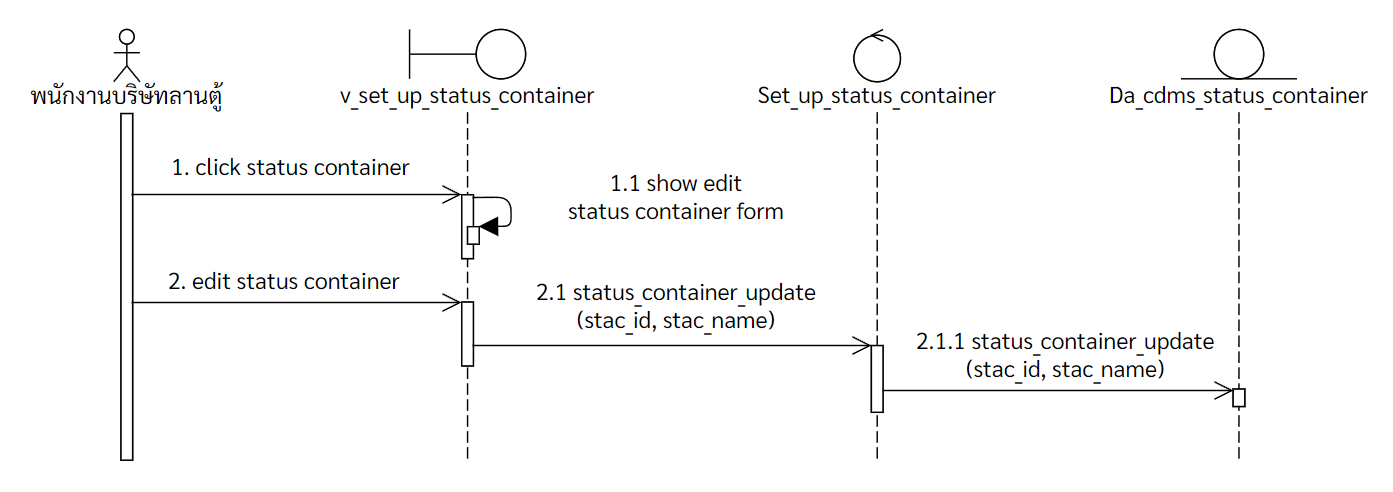 พนักงานบริษัทลานตู้
v_set_up_status_container
Set_up_status_container
Da_cdms_status_container
1. click status container
1.1 show edit
status container form
2. edit status container
2.1 status_container_update
(stac_id, stac_name)
2.1.1 status_container_update
(stac_id, stac_name)